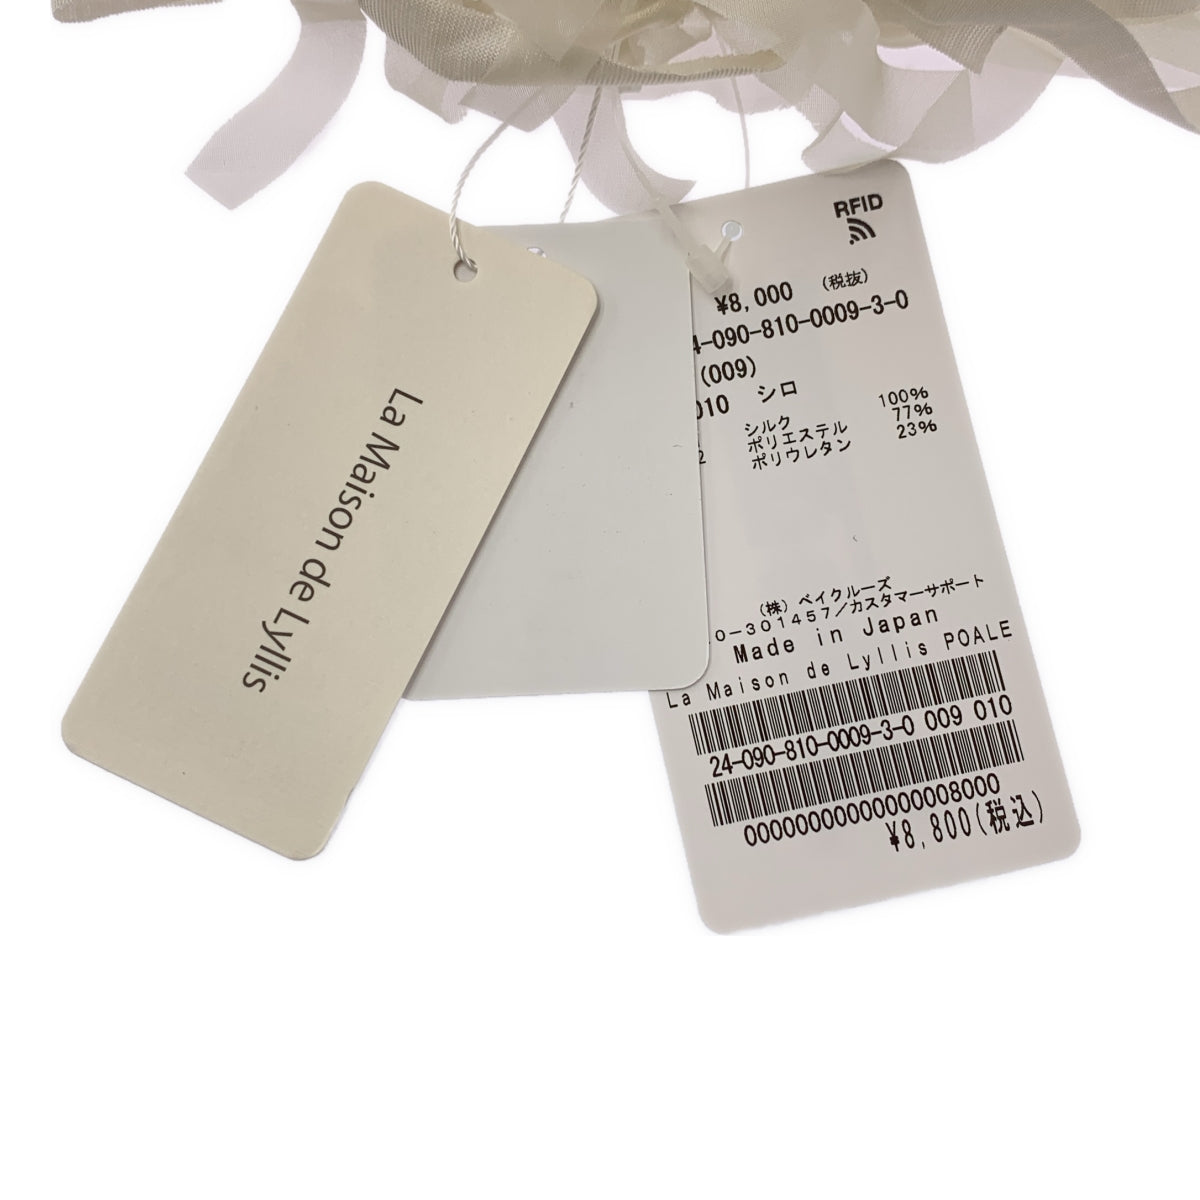 La Maison de Lyllis
RFID
¥8,000 (税抜)
4-090-810-0009-3-0
(009)
010 シロ
シルク 100%
ポリエステル 77%
2 ポリウレタン 23%
(株) ベイクルーズ
0-301457/カスタマーサポート
Made in Japan
La Maison de Lyllis POALE
24-090-810-0009-3-0 009 010
00000000000000008000
¥8,800(税込)